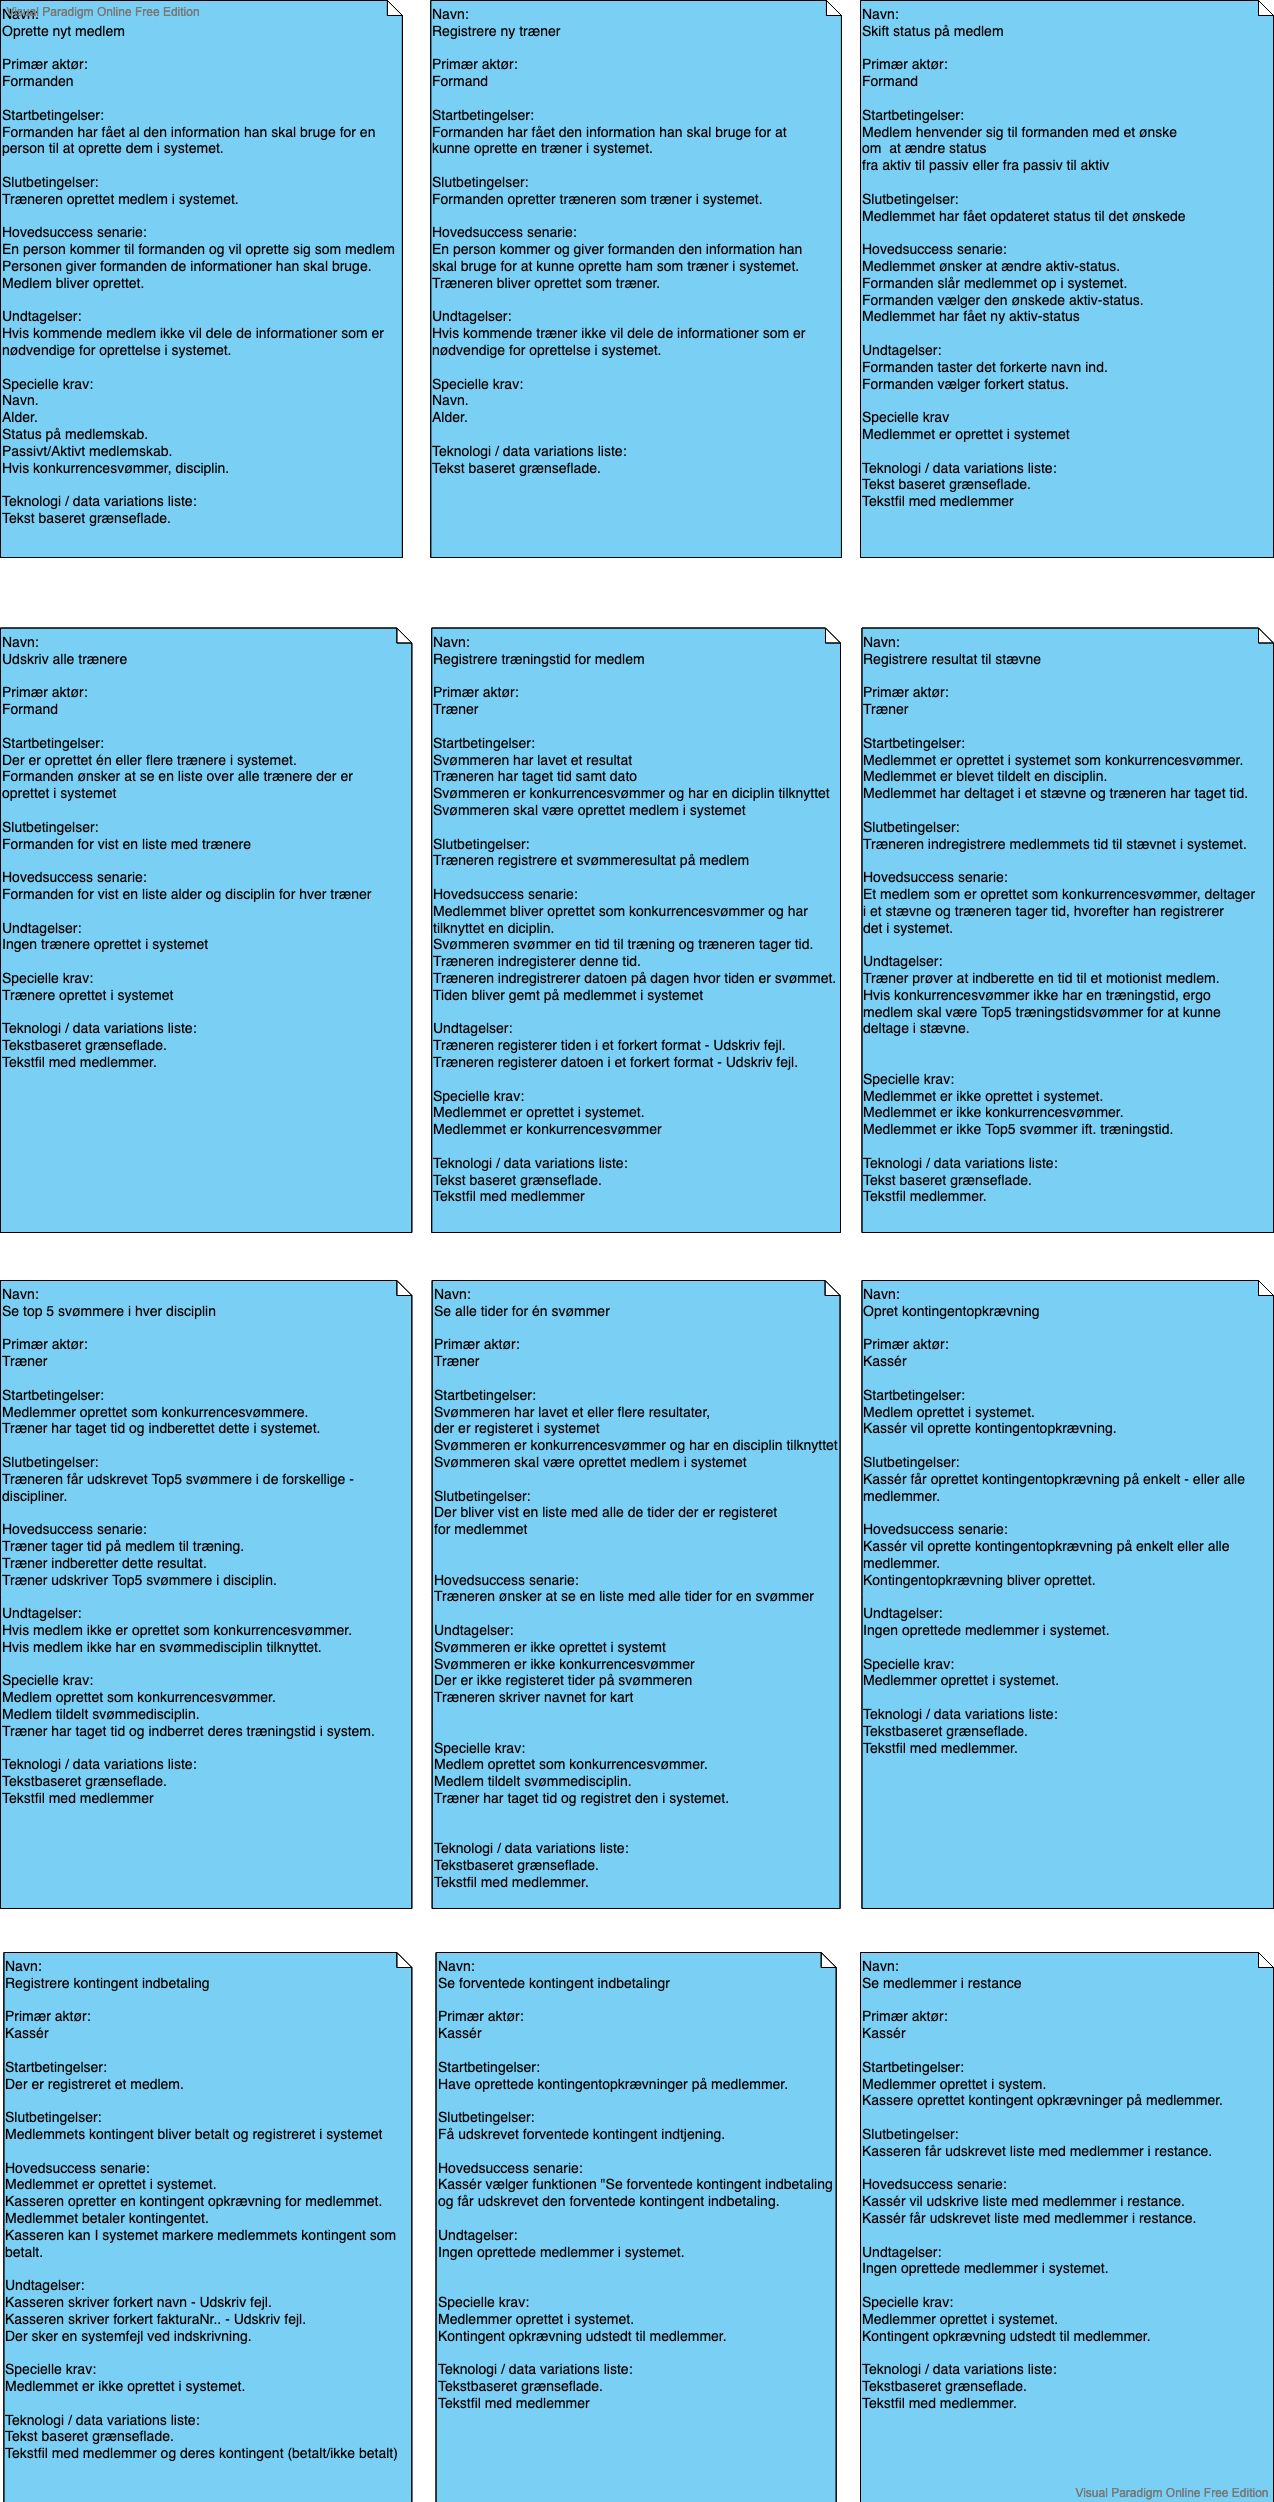 Visual Paradigm Online Free Edition
Navn:
Oprette nyt medlem
Primær aktør:
Formanden
Startbetingelser:
Formanden har fået al den information han skal bruge for en
person til at oprette dem i systemet.
Slutbetingelser:
Træneren oprettet medlem i systemet.
Hovedsuccess senarie:
En person kommer til formanden og vil oprette sig som medlem
Personen giver formanden de informationer han skal bruge.
Medlem bliver oprettet.
Undtagelser:
Hvis kommende medlem ikke vil dele de informationer som er
nødvendige for oprettelse i systemet.
Specielle krav:
Navn.
Alder.
Status på medlemskab.
Passivt/Aktivt medlemskab.
Hvis konkurrencesvømmer, disciplin.
Teknologi / data variations liste:
Tekst baseret grænseflade.
Navn:
Registrere ny træner
Primær aktør:
Formand
Startbetingelser:
Formanden har fået den information han skal bruge for at
kunne oprette en træner i systemet.
Slutbetingelser:
Formanden opretter træneren som træner i systemet.
Hovedsuccess senarie:
En person kommer og giver formanden den information han
skal bruge for at kunne oprette ham som træner i systemet.
Træneren bliver oprettet som træner.
Undtagelser:
Hvis kommende træner ikke vil dele de informationer som er
nødvendige for oprettelse i systemet.
Specielle krav:
Navn.
Alder.
Teknologi / data variations liste:
Tekst baseret grænseflade.
Navn:
Skift status på medlem
Primær aktør:
Formand
Startbetingelser:
Medlem henvender sig til formanden med et ønske
om  at ændre status
fra aktiv til passiv eller fra passiv til aktiv
Slutbetingelser:
Medlemmet har fået opdateret status til det ønskede
Hovedsuccess senarie:
Medlemmet ønsker at ændre aktiv-status.
Formanden slår medlemmet op i systemet.
Formanden vælger den ønskede aktiv-status.
Medlemmet har fået ny aktiv-status
Undtagelser:
Formanden taster det forkerte navn ind.
Formanden vælger forkert status.
Specielle krav
Medlemmet er oprettet i systemet
Teknologi / data variations liste:
Tekst baseret grænseflade.
Tekstfil med medlemmer
Navn:
Udskriv alle trænere
Primær aktør:
Formand
Startbetingelser:
Der er oprettet én eller flere trænere i systemet.
Formanden ønsker at se en liste over alle trænere der er
oprettet i systemet
Slutbetingelser:
Formanden for vist en liste med trænere
Hovedsuccess senarie:
Formanden for vist en liste alder og disciplin for hver træner
Undtagelser:
Ingen trænere oprettet i systemet
Specielle krav:
Trænere oprettet i systemet
Teknologi / data variations liste:
Tekstbaseret grænseflade.
Tekstfil med medlemmer.
Navn:
Registrere træningstid for medlem
Primær aktør:
Træner
Startbetingelser:
Svømmeren har lavet et resultat
Træneren har taget tid samt dato
Svømmeren er konkurrencesvømmer og har en diciplin tilknyttet
Svømmeren skal være oprettet medlem i systemet
Slutbetingelser:
Træneren registrere et svømmeresultat på medlem
Hovedsuccess senarie:
Medlemmet bliver oprettet som konkurrencesvømmer og har
tilknyttet en diciplin.
Svømmeren svømmer en tid til træning og træneren tager tid.
Træneren indregisterer denne tid.
Træneren indregistrerer datoen på dagen hvor tiden er svømmet.
Tiden bliver gemt på medlemmet i systemet
Undtagelser:
Træneren registerer tiden i et forkert format - Udskriv fejl.
Træneren registerer datoen i et forkert format - Udskriv fejl.
Specielle krav:
Medlemmet er oprettet i systemet.
Medlemmet er konkurrencesvømmer
Teknologi / data variations liste:
Tekst baseret grænseflade.
Tekstfil med medlemmer
Navn:
Registrere resultat til stævne
Primær aktør:
Træner
Startbetingelser:
Medlemmet er oprettet i systemet som konkurrencesvømmer.
Medlemmet er blevet tildelt en disciplin.
Medlemmet har deltaget i et stævne og træneren har taget tid.
Slutbetingelser:
Træneren indregistrere medlemmets tid til stævnet i systemet.
Hovedsuccess senarie:
Et medlem som er oprettet som konkurrencesvømmer, deltager
i et stævne og træneren tager tid, hvorefter han registrerer
det i systemet.
Undtagelser:
Træner prøver at indberette en tid til et motionist medlem.
Hvis konkurrencesvømmer ikke har en træningstid, ergo
medlem skal være Top5 træningstidsvømmer for at kunne
deltage i stævne.
Specielle krav:
Medlemmet er ikke oprettet i systemet.
Medlemmet er ikke konkurrencesvømmer.
Medlemmet er ikke Top5 svømmer ift. træningstid.
Teknologi / data variations liste:
Tekst baseret grænseflade.
Tekstfil medlemmer.
Navn:
Se top 5 svømmere i hver disciplin
Primær aktør:
Træner
Startbetingelser:
Medlemmer oprettet som konkurrencesvømmere.
Træner har taget tid og indberettet dette i systemet.
Slutbetingelser:
Træneren får udskrevet Top5 svømmere i de forskellige -
discipliner.
Hovedsuccess senarie:
Træner tager tid på medlem til træning.
Træner indberetter dette resultat.
Træner udskriver Top5 svømmere i disciplin.
Undtagelser:
Hvis medlem ikke er oprettet som konkurrencesvømmer.
Hvis medlem ikke har en svømmedisciplin tilknyttet.
Specielle krav:
Medlem oprettet som konkurrencesvømmer.
Medlem tildelt svømmedisciplin.
Træner har taget tid og indberret deres træningstid i system.
Teknologi / data variations liste:
Tekstbaseret grænseflade.
Tekstfil med medlemmer
Navn:
Se alle tider for én svømmer
Primær aktør:
Træner
Startbetingelser:
Svømmeren har lavet et eller flere resultater,
der er registeret i systemet
Svømmeren er konkurrencesvømmer og har en disciplin tilknyttet
Svømmeren skal være oprettet medlem i systemet
Slutbetingelser:
Der bliver vist en liste med alle de tider der er registeret
for medlemmet
Hovedsuccess senarie:
Træneren ønsker at se en liste med alle tider for en svømmer
Undtagelser:
Svømmeren er ikke oprettet i systemt
Svømmeren er ikke konkurrencesvømmer
Der er ikke registeret tider på svømmeren
Træneren skriver navnet for kart
Specielle krav:
Medlem oprettet som konkurrencesvømmer.
Medlem tildelt svømmedisciplin.
Træner har taget tid og registret den i systemet.
Teknologi / data variations liste:
Tekstbaseret grænseflade.
Tekstfil med medlemmer.
Navn:
Opret kontingentopkrævning
Primær aktør:
Kassér
Startbetingelser:
Medlem oprettet i systemet.
Kassér vil oprette kontingentopkrævning.
Slutbetingelser:
Kassér får oprettet kontingentopkrævning på enkelt - eller alle
medlemmer.
Hovedsuccess senarie:
Kassér vil oprette kontingentopkrævning på enkelt eller alle
medlemmer.
Kontingentopkrævning bliver oprettet.
Undtagelser:
Ingen oprettede medlemmer i systemet.
Specielle krav:
Medlemmer oprettet i systemet.
Teknologi / data variations liste:
Tekstbaseret grænseflade.
Tekstfil med medlemmer.
Navn:
Registrere kontingent indbetaling
Primær aktør:
Kassér
Startbetingelser:
Der er registreret et medlem.
Slutbetingelser:
Medlemmets kontingent bliver betalt og registreret i systemet
Hovedsuccess senarie:
Medlemmet er oprettet i systemet.
Kasseren opretter en kontingent opkrævning for medlemmet.
Medlemmet betaler kontingentet.
Kasseren kan I systemet markere medlemmets kontingent som
betalt.
Undtagelser:
Kasseren skriver forkert navn - Udskriv fejl.
Kasseren skriver forkert fakturaNr.. - Udskriv fejl.
Der sker en systemfejl ved indskrivning.
Specielle krav:
Medlemmet er ikke oprettet i systemet.
Teknologi / data variations liste:
Tekst baseret grænseflade.
Tekstfil med medlemmer og deres kontingent (betalt/ikke betalt)
Navn:
Se forventede kontingent indbetalingr
Primær aktør:
Kassér
Startbetingelser:
Have oprettede kontingentopkrævninger på medlemmer.
Slutbetingelser:
Få udskrevet forventede kontingent indtjening.
Hovedsuccess senarie:
Kassér vælger funktionen "Se forventede kontingent indbetaling
og får udskrevet den forventede kontingent indbetaling.
Undtagelser:
Ingen oprettede medlemmer i systemet.
Specielle krav:
Medlemmer oprettet i systemet.
Kontingent opkrævning udstedt til medlemmer.
Teknologi / data variations liste:
Tekstbaseret grænseflade.
Tekstfil med medlemmer
Navn:
Se medlemmer i restance
Primær aktør:
Kassér
Startbetingelser:
Medlemmer oprettet i system.
Kassere oprettet kontingent opkrævninger på medlemmer.
Slutbetingelser:
Kasseren får udskrevet liste med medlemmer i restance.
Hovedsuccess senarie:
Kassér vil udskrive liste med medlemmer i restance.
Kassér får udskrevet liste med medlemmer i restance.
Undtagelser:
Ingen oprettede medlemmer i systemet.
Specielle krav:
Medlemmer oprettet i systemet.
Kontingent opkrævning udstedt til medlemmer.
Teknologi / data variations liste:
Tekstbaseret grænseflade.
Tekstfil med medlemmer.
Visual Paradigm Online Free Edition